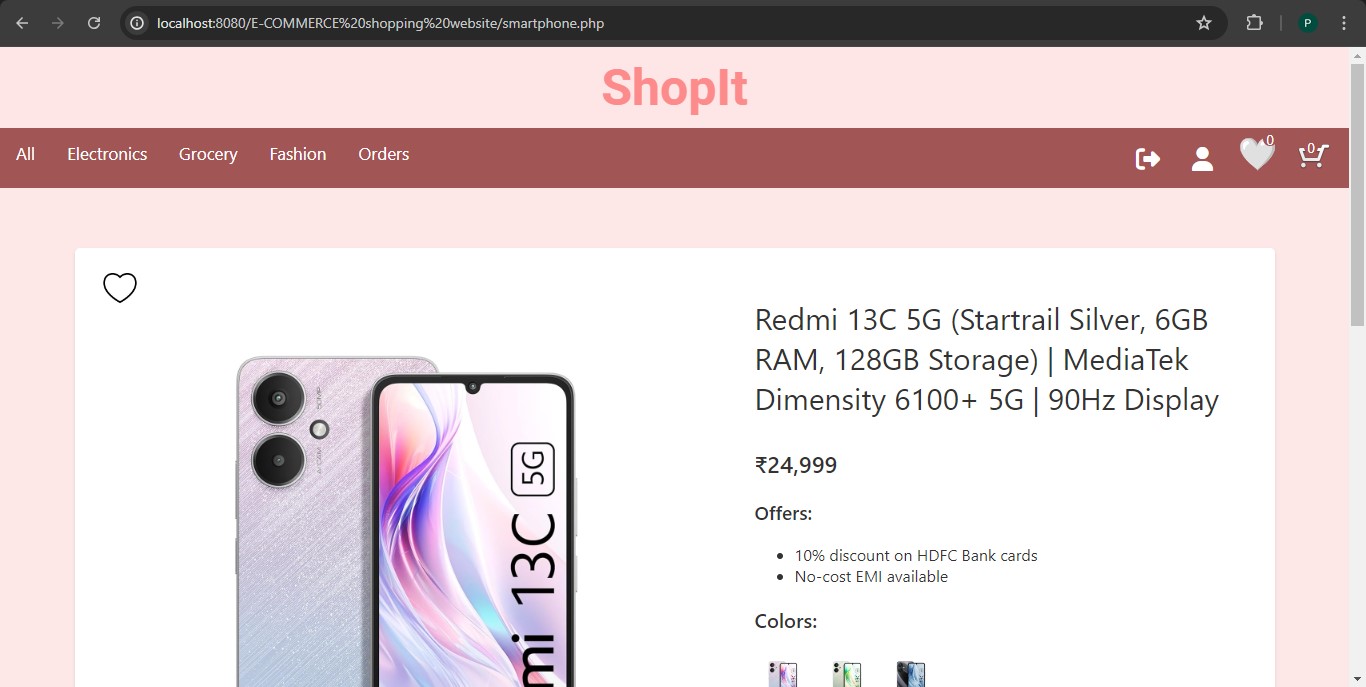 localhost:8080/E-COMMERCE%20shopping%20website/smartphone.php
P
ShopIt
All Electronics Grocery Fashion Orders
0
0
Redmi 13C 5G (Startrail Silver, 6GB
RAM, 128GB Storage) | MediaTek
Dimensity 6100+ 5G | 90Hz Display
₹24,999
Offers:
10% discount on HDFC Bank cards
No-cost EMI available
Colors:
50MP
5G
mi 13C